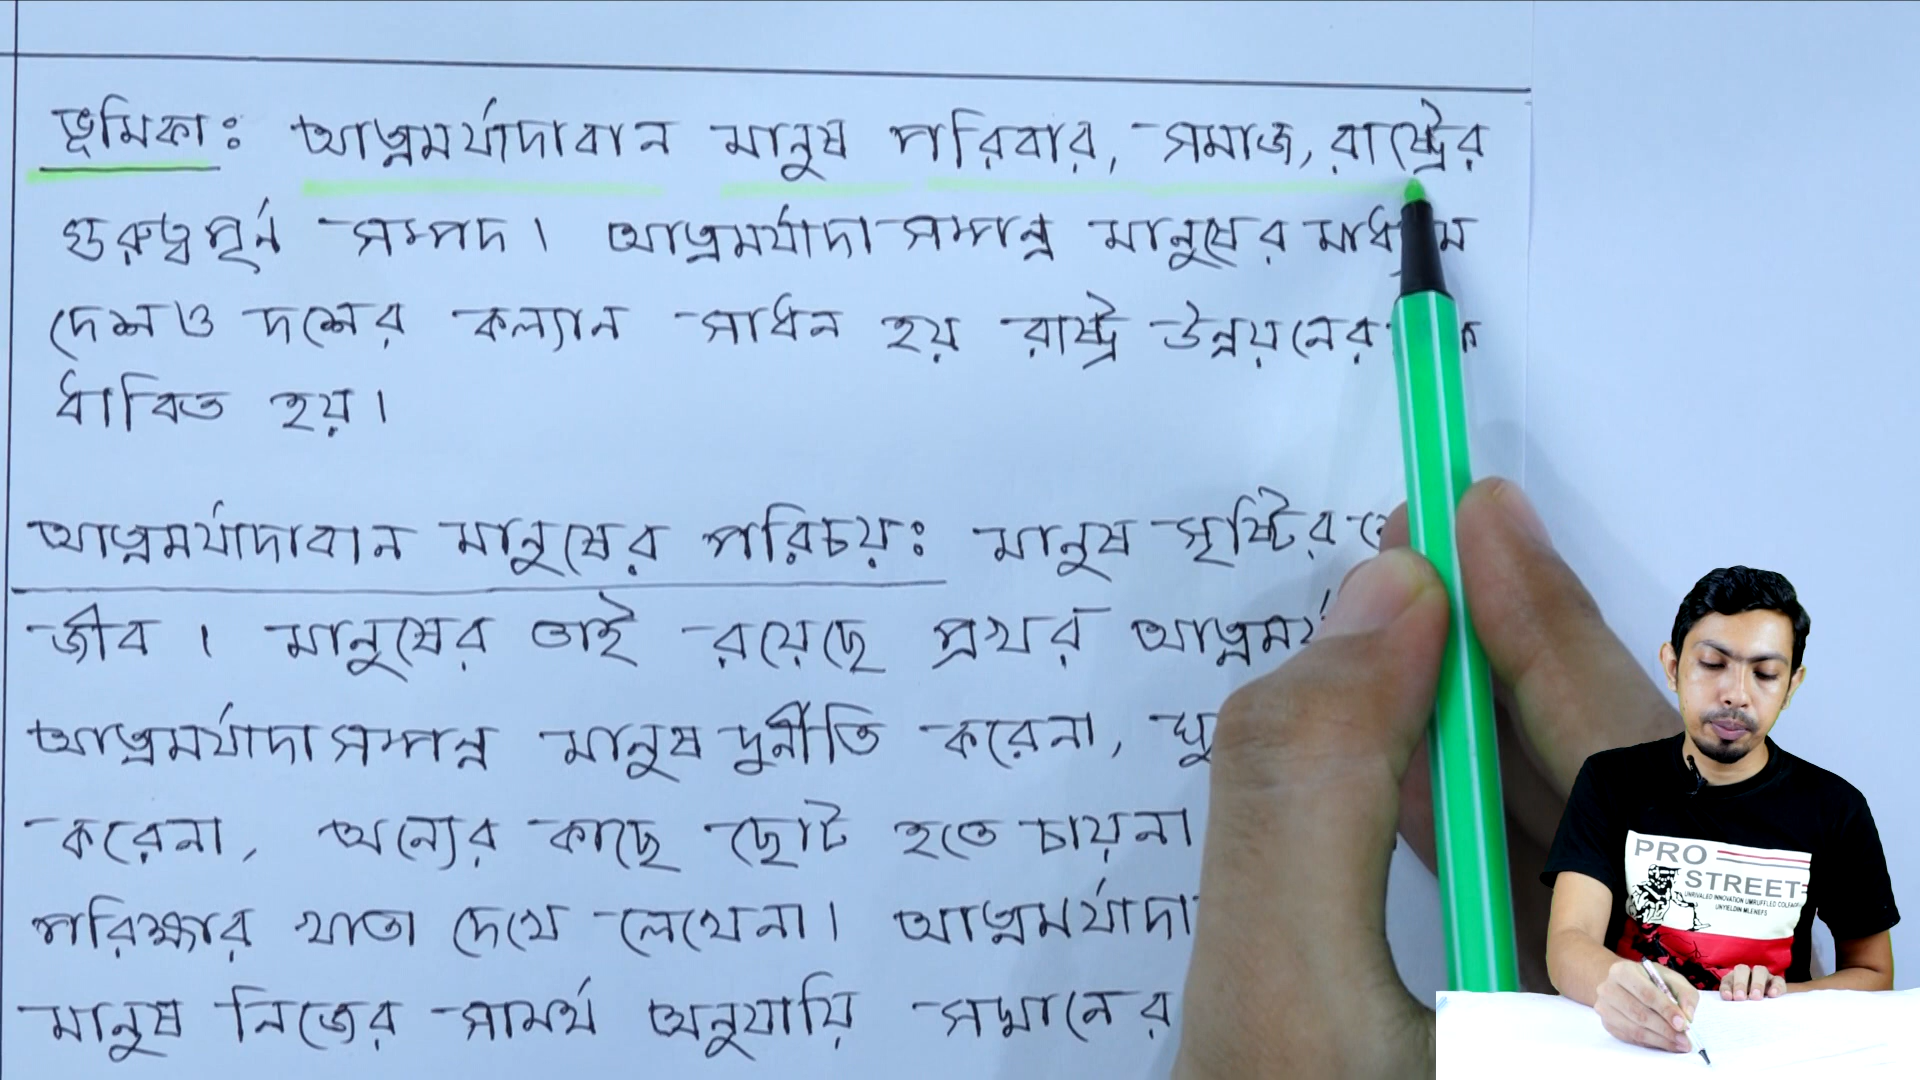 ভূমিকাঃ আত্মমর্যাদাবান মানুষ পরিবার, সমাজ, রাষ্ট্রের
গুরুত্বপূর্ন সম্পদ। আত্মমর্যাদা সম্পন্ন মানুষের
দেশ ও দশের কল্যান সাধন হয় রাষ্ট্র উন্নয়নের
ধাবিত হয়।
আত্মমর্যাদাবান মানুষের পরিচয়ঃ মানুষ সৃষ্টির
জীব। মানুষের তাই রয়েছে প্রখর
আত্মমর্যাদা সম্পন্ন মানুষ দুর্নীতি করেনা,
করেনা, অন্যের কাছে ছোট হতে চায়না
পরিক্ষার খাতা দেখে লেখেনা। আত্মমর্যাদা
মানুষ নিজের সামর্থ অনুযায়ি সম্মানের
PRO
STREET